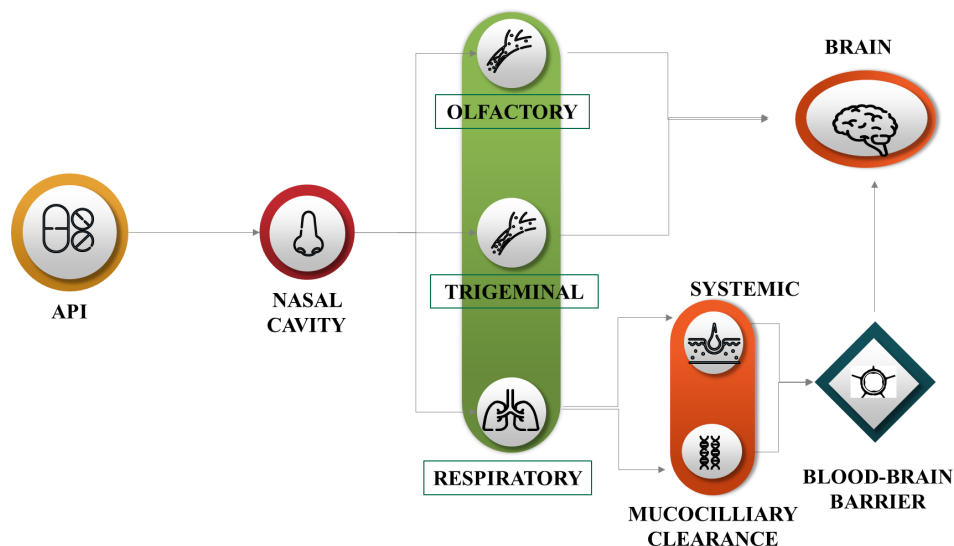 API
NASAL
CAVITY
OLFACTORY
TRIGEMINAL
RESPIRATORY
SYSTEMIC
MUCOCILLIARY
CLEARANCE
BRAIN
BLOOD-BRAIN
BARRIER